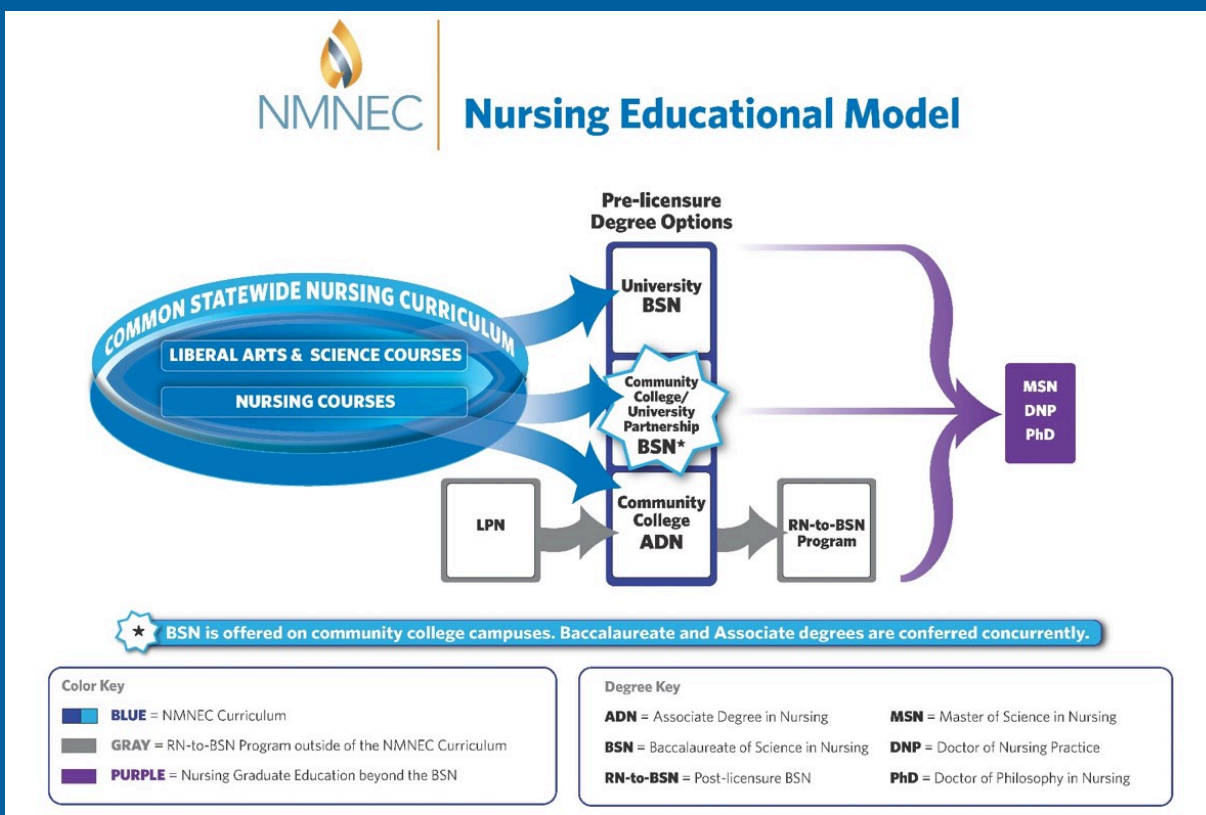 NMNEC
Nursing Educational Model
Pre-licensure
Degree Options
COMMON STATEWIDE NURSING CURRICULUM
LIBERAL ARTS & SCIENCE COURSES
NURSING COURSES
University
BSN
Community
College/
University
Partnership
BSN*
Community
College
ADN
LPN
RN-to-BSN
Program
MSN
DNP
PhD
★ BSN is offered on community college campuses. Baccalaureate and Associate degrees are conferred concurrently.
Color Key
BLUE = NMNEC Curriculum
GRAY = RN-to-BSN Program outside of the NMNEC Curriculum
PURPLE = Nursing Graduate Education beyond the BSN
Degree Key
ADN = Associate Degree in Nursing
BSN = Baccalaureate of Science in Nursing
RN-to-BSN = Post-licensure BSN
MSN = Master of Science in Nursing
DNP = Doctor of Nursing Practice
PhD = Doctor of Philosophy in Nursing